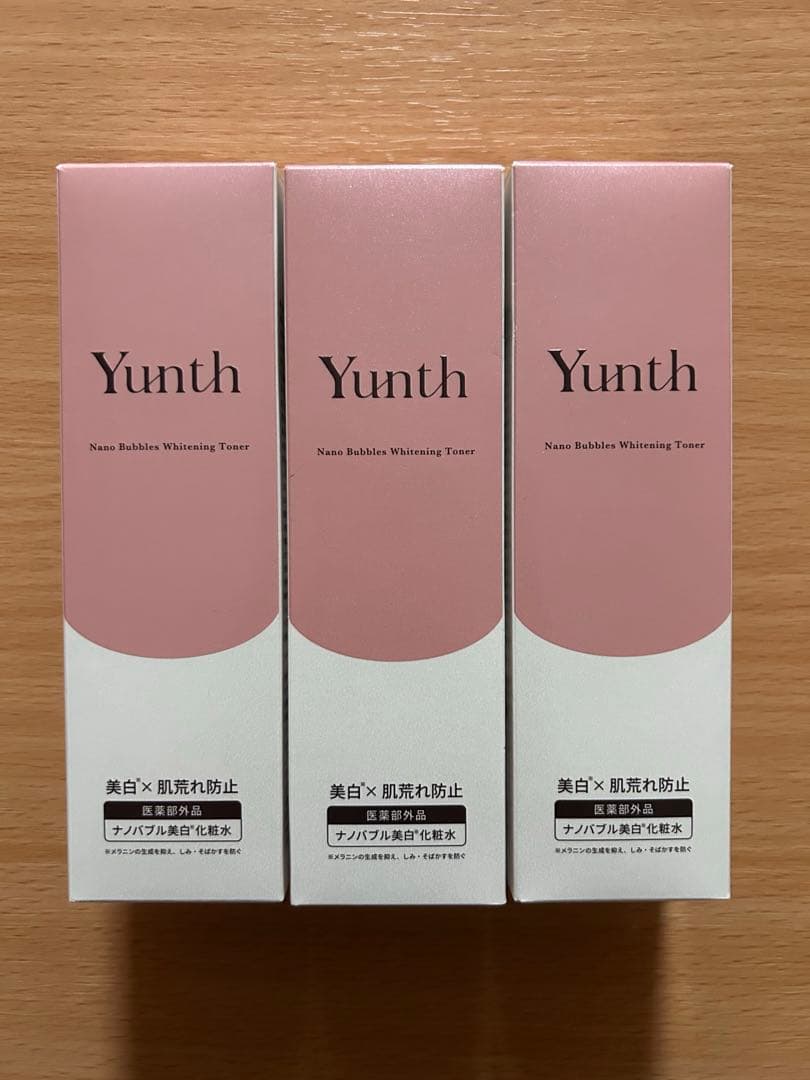 Yunth
Nano Bubbles Whitening Toner
美白※× 肌荒れ防止
医薬部外品
ナノバブル美白※化粧水
※メラニンの生成を抑え、しみ・そばかすを防ぐ
Yunth
Nano Bubbles Whitening Toner
美白※× 肌荒れ防止
医薬部外品
ナノバブル美白※化粧水
※メラニンの生成を抑え、しみ・そばかすを防ぐ
Yunth
Nano Bubbles Whitening Toner
美白※× 肌荒れ防止
医薬部外品
ナノバブル美白※化粧水
※メラニンの生成を抑え、しみ・そばかすを防ぐ